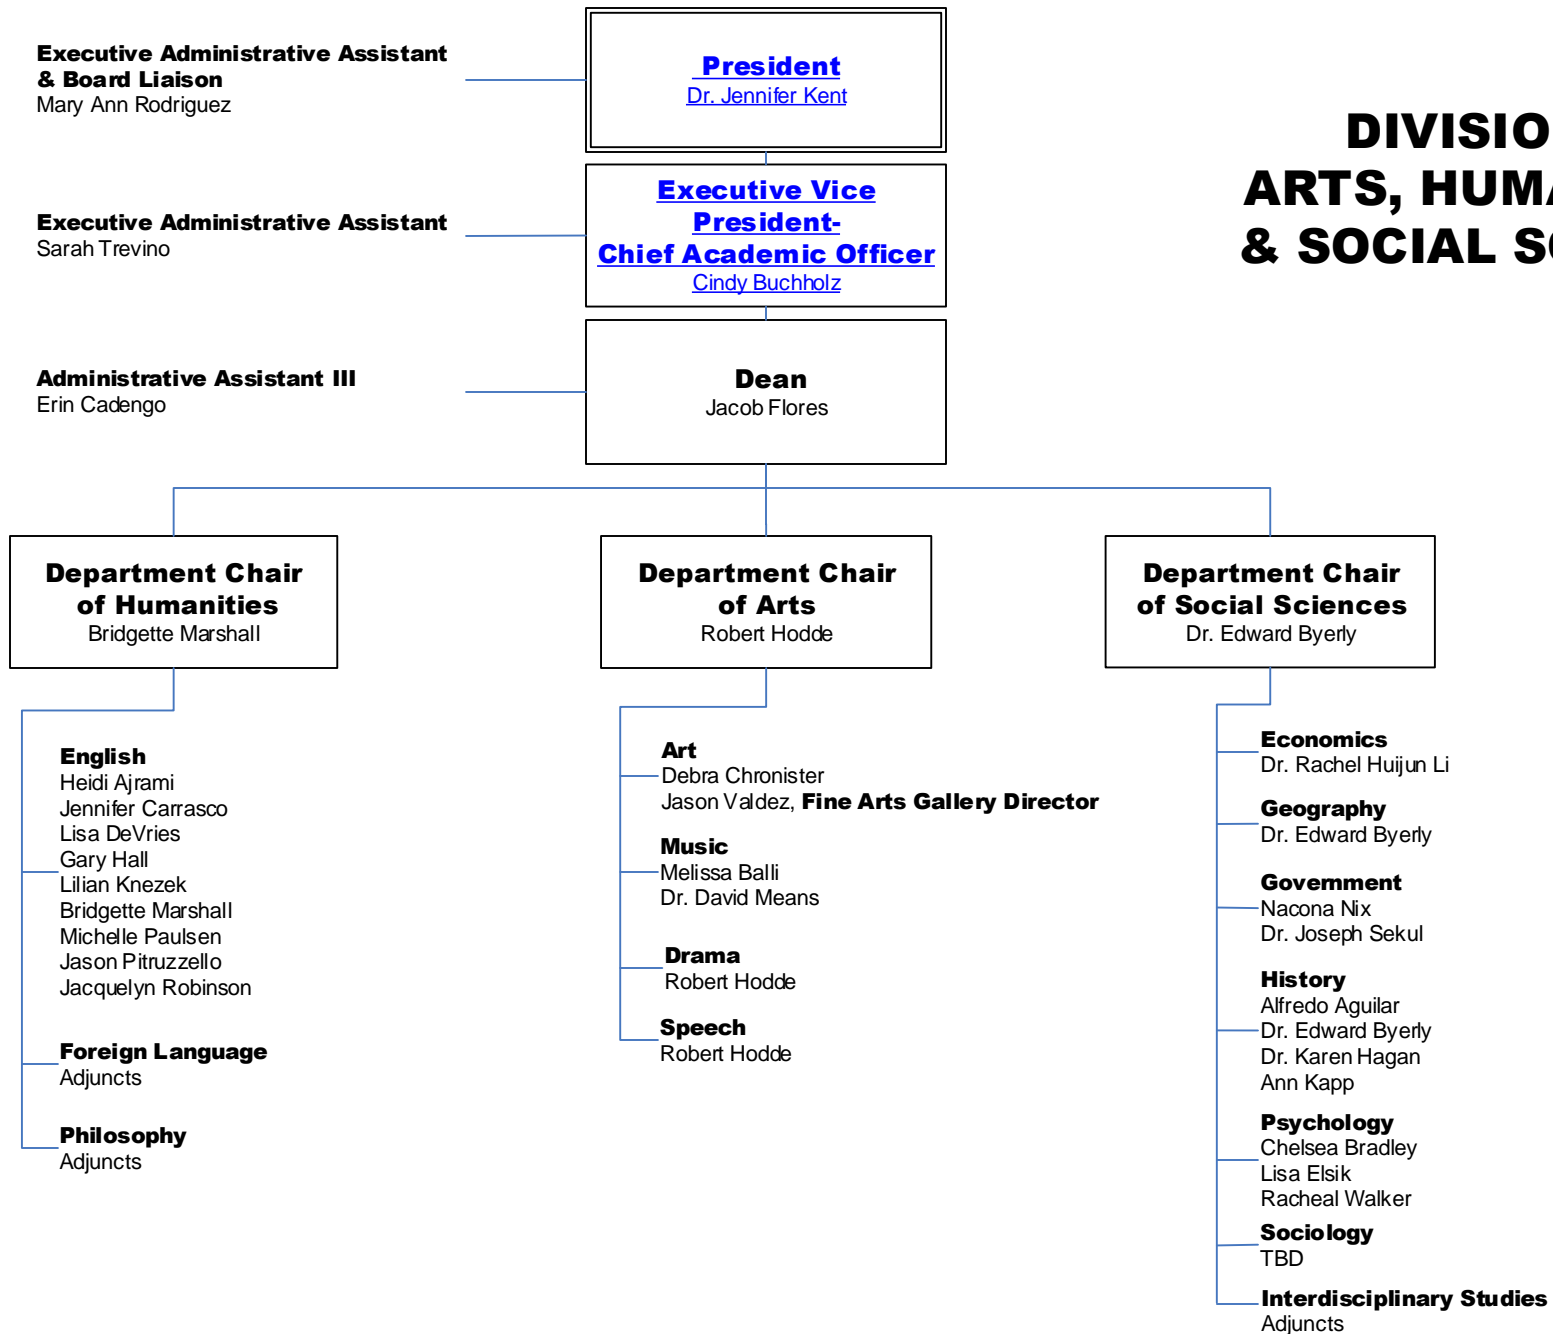 Executive Administrative Assistant
& Board Liaison
Mary Ann Rodriguez
President
Dr. Jennifer Kent
DIVISIO
ARTS, HUMA
& SOCIAL SC
Executive Administrative Assistant
Sarah Trevino
Executive Vice
President-
Chief Academic Officer
Cindy Buchholz
Administrative Assistant III
Erin Cadengo
Dean
Jacob Flores
Department Chair
of Humanities
Bridgette Marshall
Department Chair
of Arts
Robert Hodde
Department Chair
of Social Sciences
Dr. Edward Byerly
English
Heidi Ajrami
Jennifer Carrasco
Lisa DeVries
Gary Hall
Lilian Knezek
Bridgette Marshall
Michelle Paulsen
Jason Pitruzzello
Jacquelyn Robinson
Foreign Language
Adjuncts
Philosophy
Adjuncts
Art
Debra Chronister
Jason Valdez, Fine Arts Gallery Director
Music
Melissa Balli
Dr. David Means
Drama
Robert Hodde
Speech
Robert Hodde
Economics
Dr. Rachel Huijun Li
Geography
Dr. Edward Byerly
Government
Nacona Nix
Dr. Joseph Sekul
History
Alfredo Aguilar
Dr. Edward Byerly
Dr. Karen Hagan
Ann Kapp
Psychology
Chelsea Bradley
Lisa Elsik
Racheal Walker
Sociology
TBD
Interdisciplinary Studies
Adjuncts